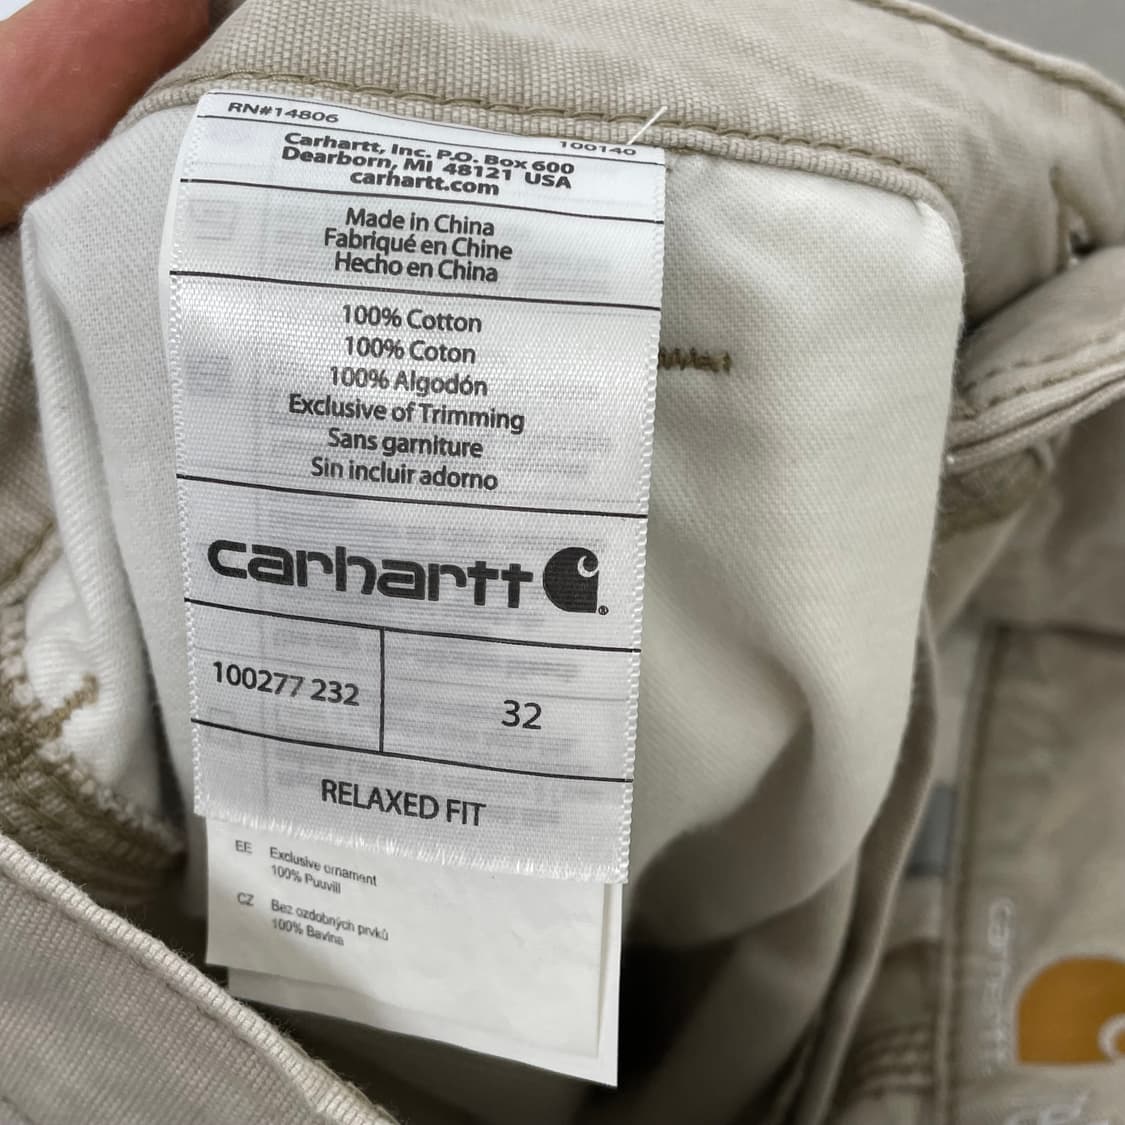 RN#14806
100140
Carhartt, Inc. P.O. Box 600
Dearborn, MI 48121 USA
carhartt.com
Made in China
Fabriqué en Chine
Hecho en China
100% Cotton
100% Coton
100% Algodón
Exclusive of Trimming
Sans garniture
Sin incluir adorno
carhartt
®
100277 232
32
RELAXED FIT
EE Exclusive ornament
100% Puuvill
CZ Bez ozdobných prvků
100% Bavlna
carhartt